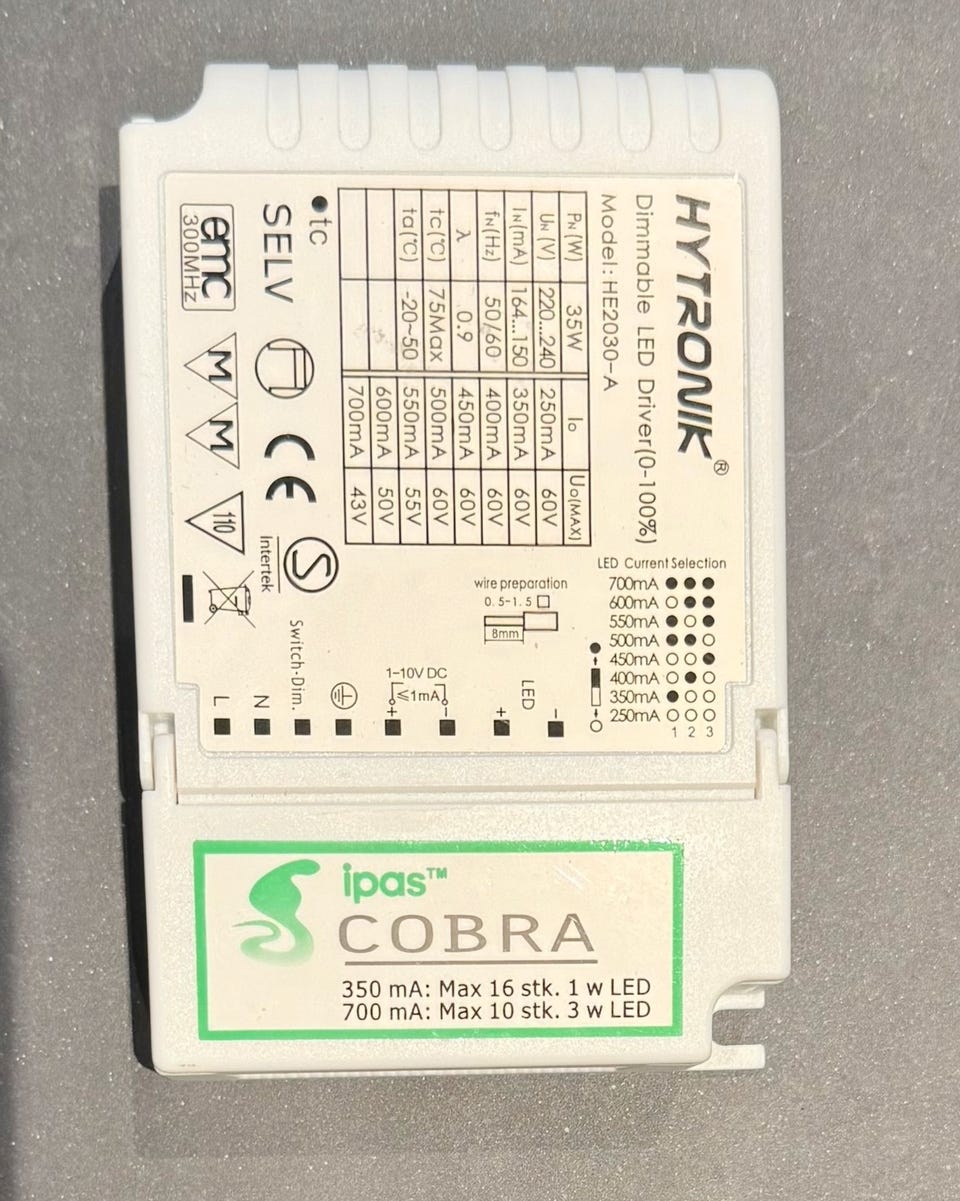 HYTRONIK®
Dimmable LED Driver(0-100%)
Model: HE2030-A
PN(W) 35W Io Uo(MAX)
UN (V) 220...240 250mA 60V
IN(mA) 164...150 350mA 60V
fN(Hz) 50/60 400mA 60V
λ 0.9 450mA 60V
tc(℃) 75Max 500mA 60V
ta(℃) -20~50 550mA 55V
600mA 50V
700mA 43V
•tc
SELV
CE
S
Intertek
emc
300MHz
M
M
110
LED Current Selection
700mA ●●●
600mA ○●●
550mA ●○●
500mA ●●○
450mA ○○●
400mA ○●○
350mA ●○○
250mA ○○○
1 2 3
wire preparation
0.5-1.5 □
8mm
L
N
Switch-Dim.
1-10V DC
≤1mA
+ -
LED
+ -
ipas™
COBRA
350 mA: Max 16 stk. 1 w LED
700 mA: Max 10 stk. 3 w LED